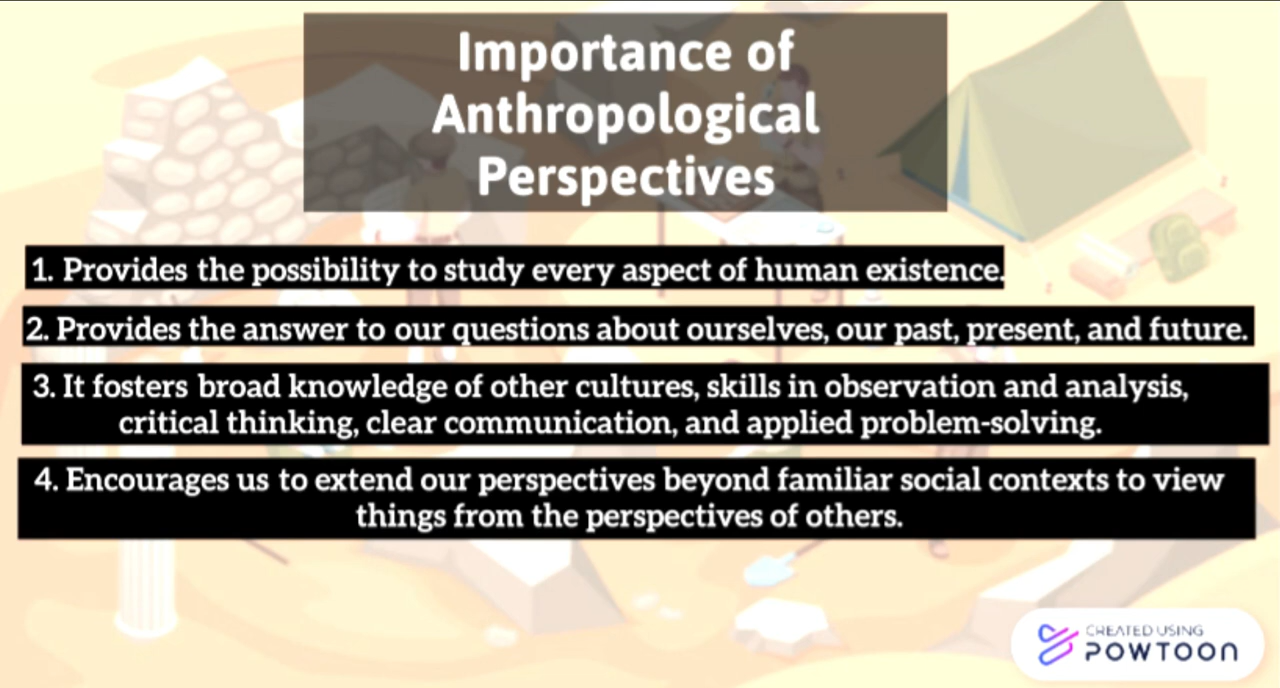 Importance of
Anthropological
Perspectives
1. Provides the possibility to study every aspect of human existence.
2. Provides the answer to our questions about ourselves, our past, present, and future.
3. It fosters broad knowledge of other cultures, skills in observation and analysis,
critical thinking, clear communication, and applied problem-solving.
4. Encourages us to extend our perspectives beyond familiar social contexts to view
things from the perspectives of others.
CREATED USING
POWTOON